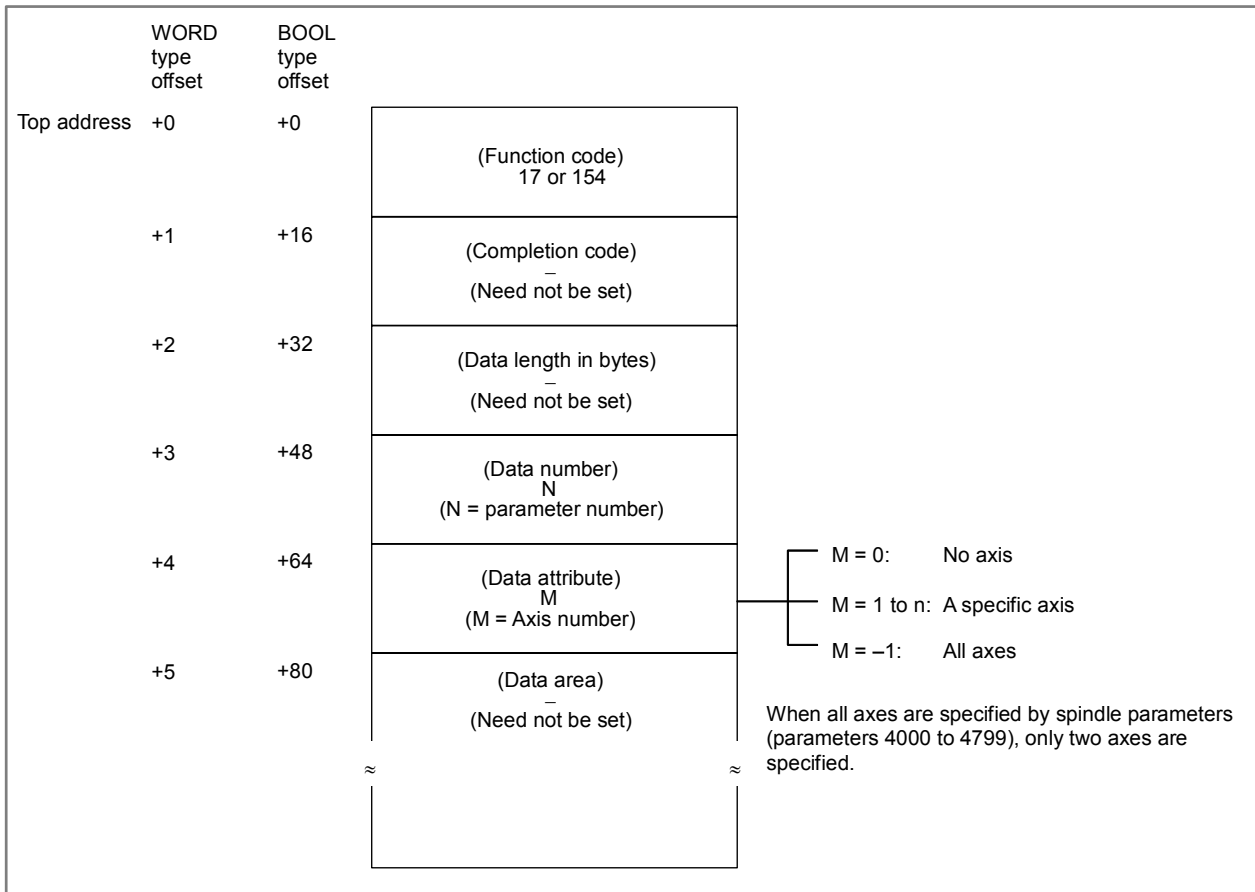 WORD type offset
BOOL type offset
Top address +0 +0
(Function code)
17 or 154
+1 +16
(Completion code)
–
(Need not be set)
+2 +32
(Data length in bytes)
–
(Need not be set)
+3 +48
(Data number)
N
(N = parameter number)
+4 +64
(Data attribute)
M
(M = Axis number)
M = 0: No axis
M = 1 to n: A specific axis
M = –1: All axes
+5 +80
(Data area)
–
(Need not be set)
When all axes are specified by spindle parameters
(parameters 4000 to 4799), only two axes are
specified.
≈ ≈